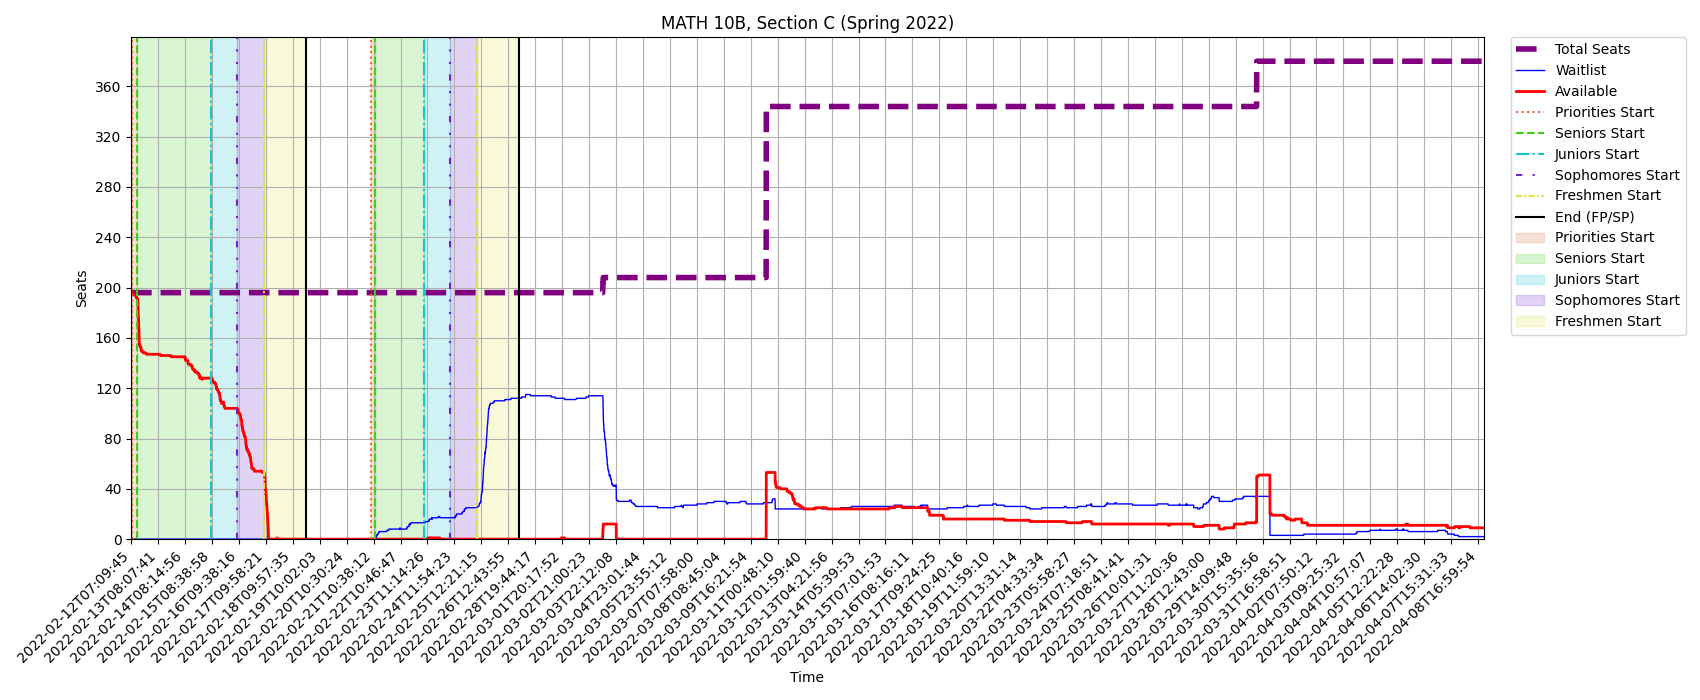 MATH 10B, Section C (Spring 2022)
Seats
360
320
280
240
200
160
120
80
40
0
2022-02-12T07:09:45
2022-02-13T08:07:41
2022-02-14T08:14:56
2022-02-15T08:38:58
2022-02-16T09:38:16
2022-02-17T09:58:21
2022-02-18T09:57:35
2022-02-19T10:02:03
2022-02-20T10:30:24
2022-02-21T10:38:12
2022-02-22T10:46:47
2022-02-23T11:14:26
2022-02-24T11:54:23
2022-02-25T12:21:15
2022-02-26T12:43:55
2022-02-28T19:44:17
2022-03-01T20:17:52
2022-03-02T21:00:23
2022-03-03T22:12:08
2022-03-04T23:01:44
2022-03-05T23:55:12
2022-03-07T07:58:00
2022-03-08T08:45:04
2022-03-09T16:21:54
2022-03-11T00:48:10
2022-03-12T01:59:40
2022-03-13T04:21:56
2022-03-14T05:39:53
2022-03-15T07:01:53
2022-03-16T08:16:11
2022-03-17T09:24:25
2022-03-18T10:40:16
2022-03-19T11:59:10
2022-03-20T13:31:14
2022-03-22T04:33:34
2022-03-23T05:58:27
2022-03-24T07:18:51
2022-03-25T08:41:41
2022-03-26T10:01:31
2022-03-27T11:20:36
2022-03-28T12:43:00
2022-03-29T14:09:48
2022-03-30T15:35:56
2022-03-31T16:58:51
2022-04-02T07:50:12
2022-04-03T09:25:32
2022-04-04T10:57:07
2022-04-05T12:22:28
2022-04-06T14:02:30
2022-04-07T15:31:33
2022-04-08T16:59:54
Time
Total Seats
Waitlist
Available
Priorities Start
Seniors Start
Juniors Start
Sophomores Start
Freshmen Start
End (FP/SP)
Priorities Start
Seniors Start
Juniors Start
Sophomores Start
Freshmen Start